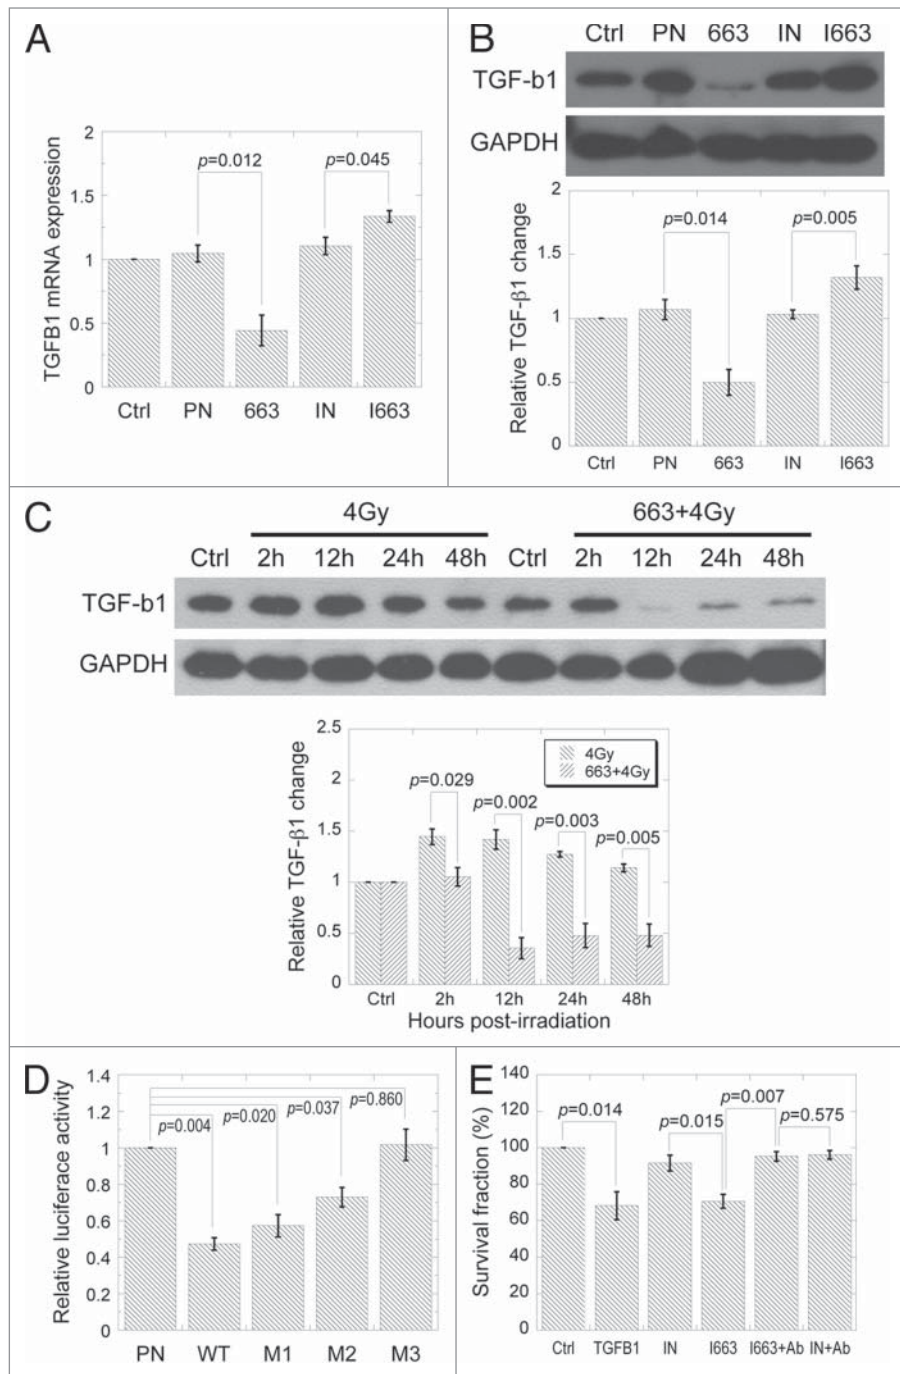 A
TGFB1 mRNA expression
2
1.5
1
0.5
0
p=0.012
p=0.045
Ctrl PN 663 IN I663
B
Ctrl PN 663 IN I663
TGF-b1
GAPDH
Relative TGF-β1 change
2
1.5
1
0.5
0
p=0.014
p=0.005
Ctrl PN 663 IN I663
C
4Gy 663+4Gy
Ctrl 2h 12h 24h 48h Ctrl 2h 12h 24h 48h
TGF-b1
GAPDH
Relative TGF-β1 change
2.5
2
1.5
1
0.5
0
4Gy
663+4Gy
p=0.029
p=0.002
p=0.003
p=0.005
Ctrl 2h 12h 24h 48h
Hours post-irradiation
D
Relative luciferace activity
1.4
1.2
1
0.8
0.6
0.4
0.2
0
p=0.004
p=0.020
p=0.037
p=0.860
PN WT M1 M2 M3
E
Survival fraction (%)
140
120
100
80
60
40
20
0
p=0.014
p=0.015
p=0.007
p=0.575
Ctrl TGFB1 IN I663 I663+Ab IN+Ab